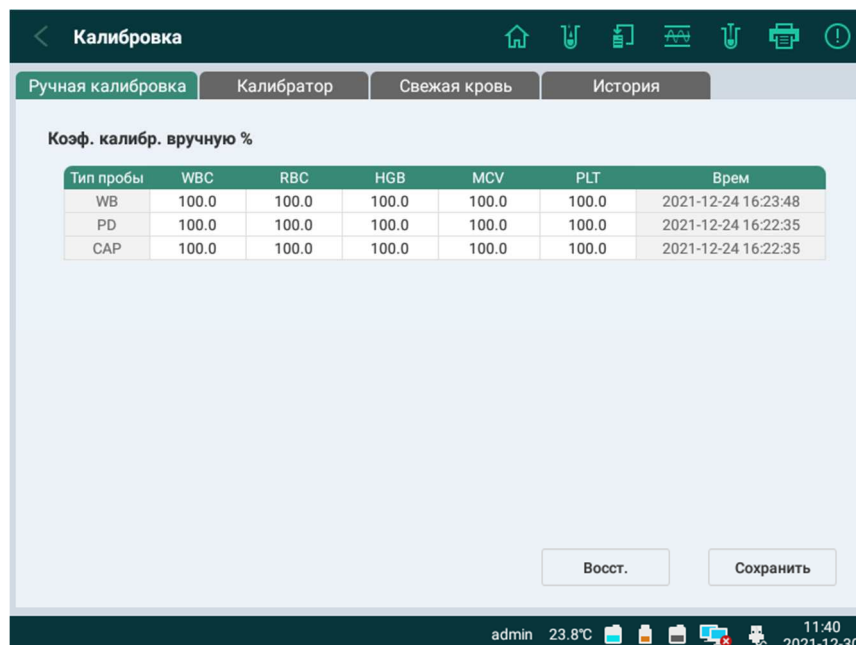 Калибровка
Ручная калибровка Калибратор Свежая кровь История
Коэф. калибр. вручную %
Тип пробы WBC RBC HGB MCV PLT Врем
WB 100.0 100.0 100.0 100.0 100.0 2021-12-24 16:23:48
PD 100.0 100.0 100.0 100.0 100.0 2021-12-24 16:22:35
CAP 100.0 100.0 100.0 100.0 100.0 2021-12-24 16:22:35
Восст. Сохранить
admin 23.8℃ 11:40
2021-12-30